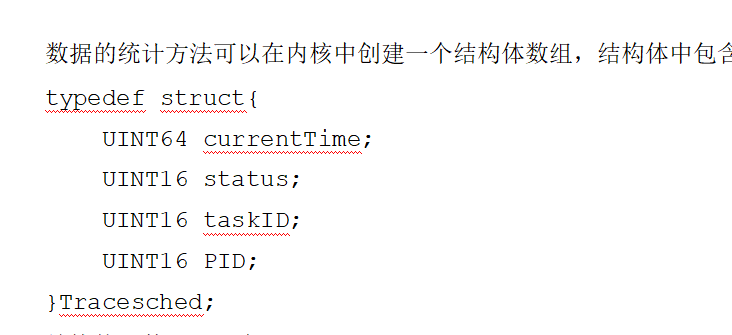 数据的统计方法可以在内核中创建一个结构体数组，结构体中包含
typedef struct{
UINT64 currentTime;
UINT16 status;
UINT16 taskID;
UINT16 PID;
}Tracesched;